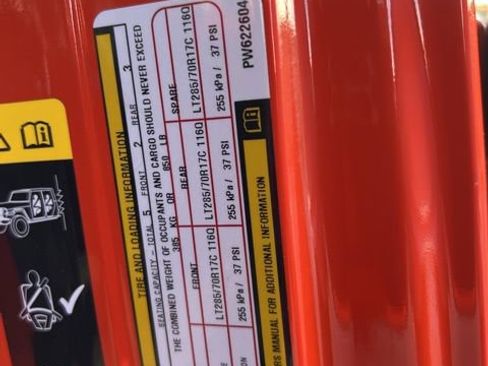 TIRE AND LOADING INFORMATION
SEATING CAPACITY - TOTAL 5 FRONT 2 REAR 3
THE COMBINED WEIGHT OF OCCUPANTS AND CARGO SHOULD NEVER EXCEED
385 KG OR 850 LB
FRONT REAR SPARE
LT285/70R17C 116Q LT285/70R17C 116Q LT285/70R17C 116Q
255 kPa / 37 PSI 255 kPa / 37 PSI 255 kPa / 37 PSI
MANUAL FOR ADDITIONAL INFORMATION
PW622604